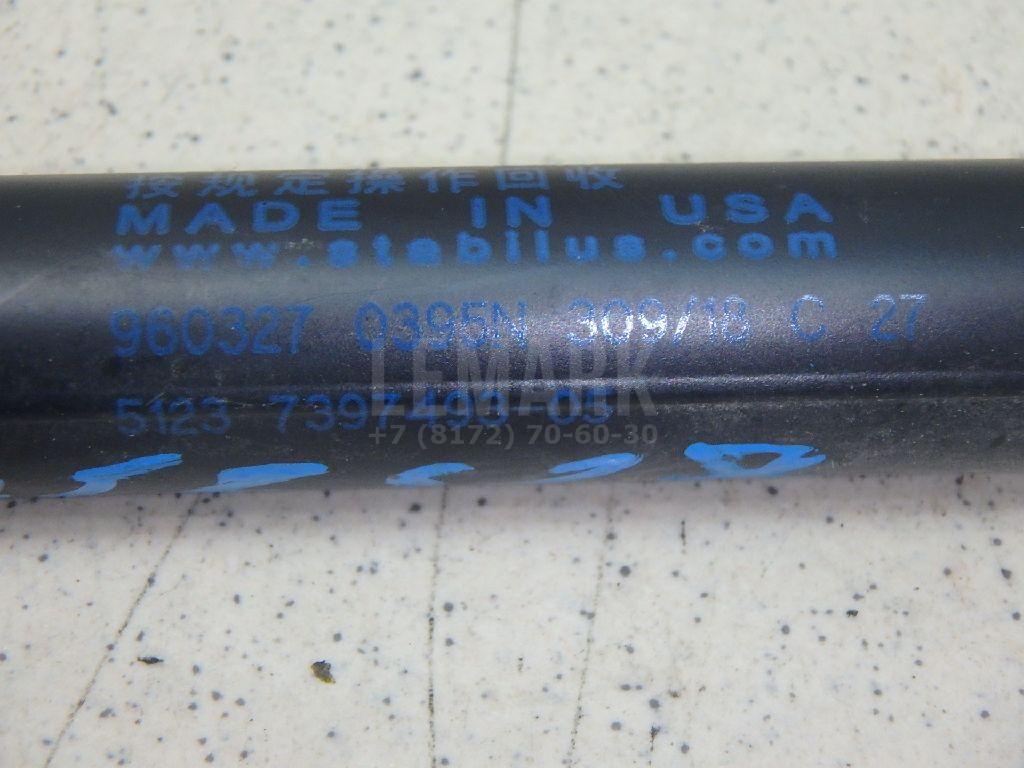 按规定操作回收
MADE IN USA
www.stabilus.com
960327 0395N 309/18 C 27
5123 7397493-05
LEMARK
+7 (8172) 70-60-30